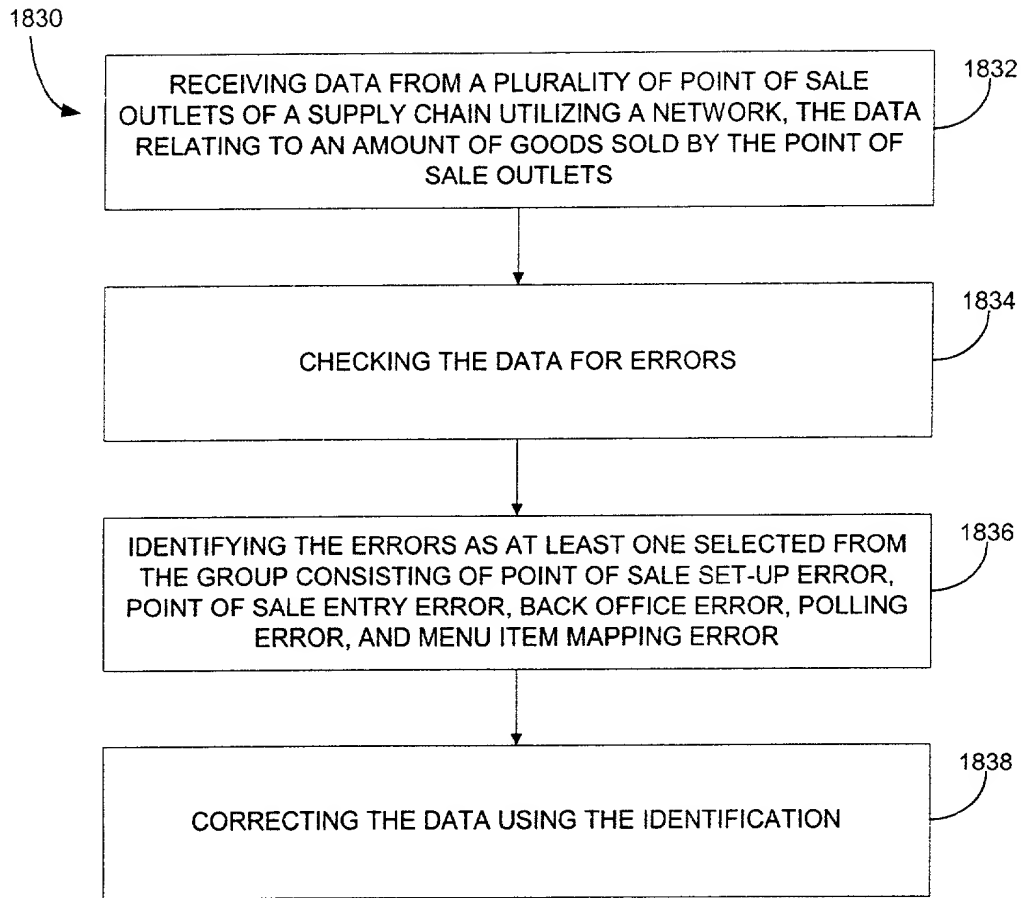 1830
1832
RECEIVING DATA FROM A PLURALITY OF POINT OF SALE
OUTLETS OF A SUPPLY CHAIN UTILIZING A NETWORK, THE DATA
RELATING TO AN AMOUNT OF GOODS SOLD BY THE POINT OF
SALE OUTLETS
1834
CHECKING THE DATA FOR ERRORS
1836
IDENTIFYING THE ERRORS AS AT LEAST ONE SELECTED FROM
THE GROUP CONSISTING OF POINT OF SALE SET-UP ERROR,
POINT OF SALE ENTRY ERROR, BACK OFFICE ERROR, POLLING
ERROR, AND MENU ITEM MAPPING ERROR
1838
CORRECTING THE DATA USING THE IDENTIFICATION